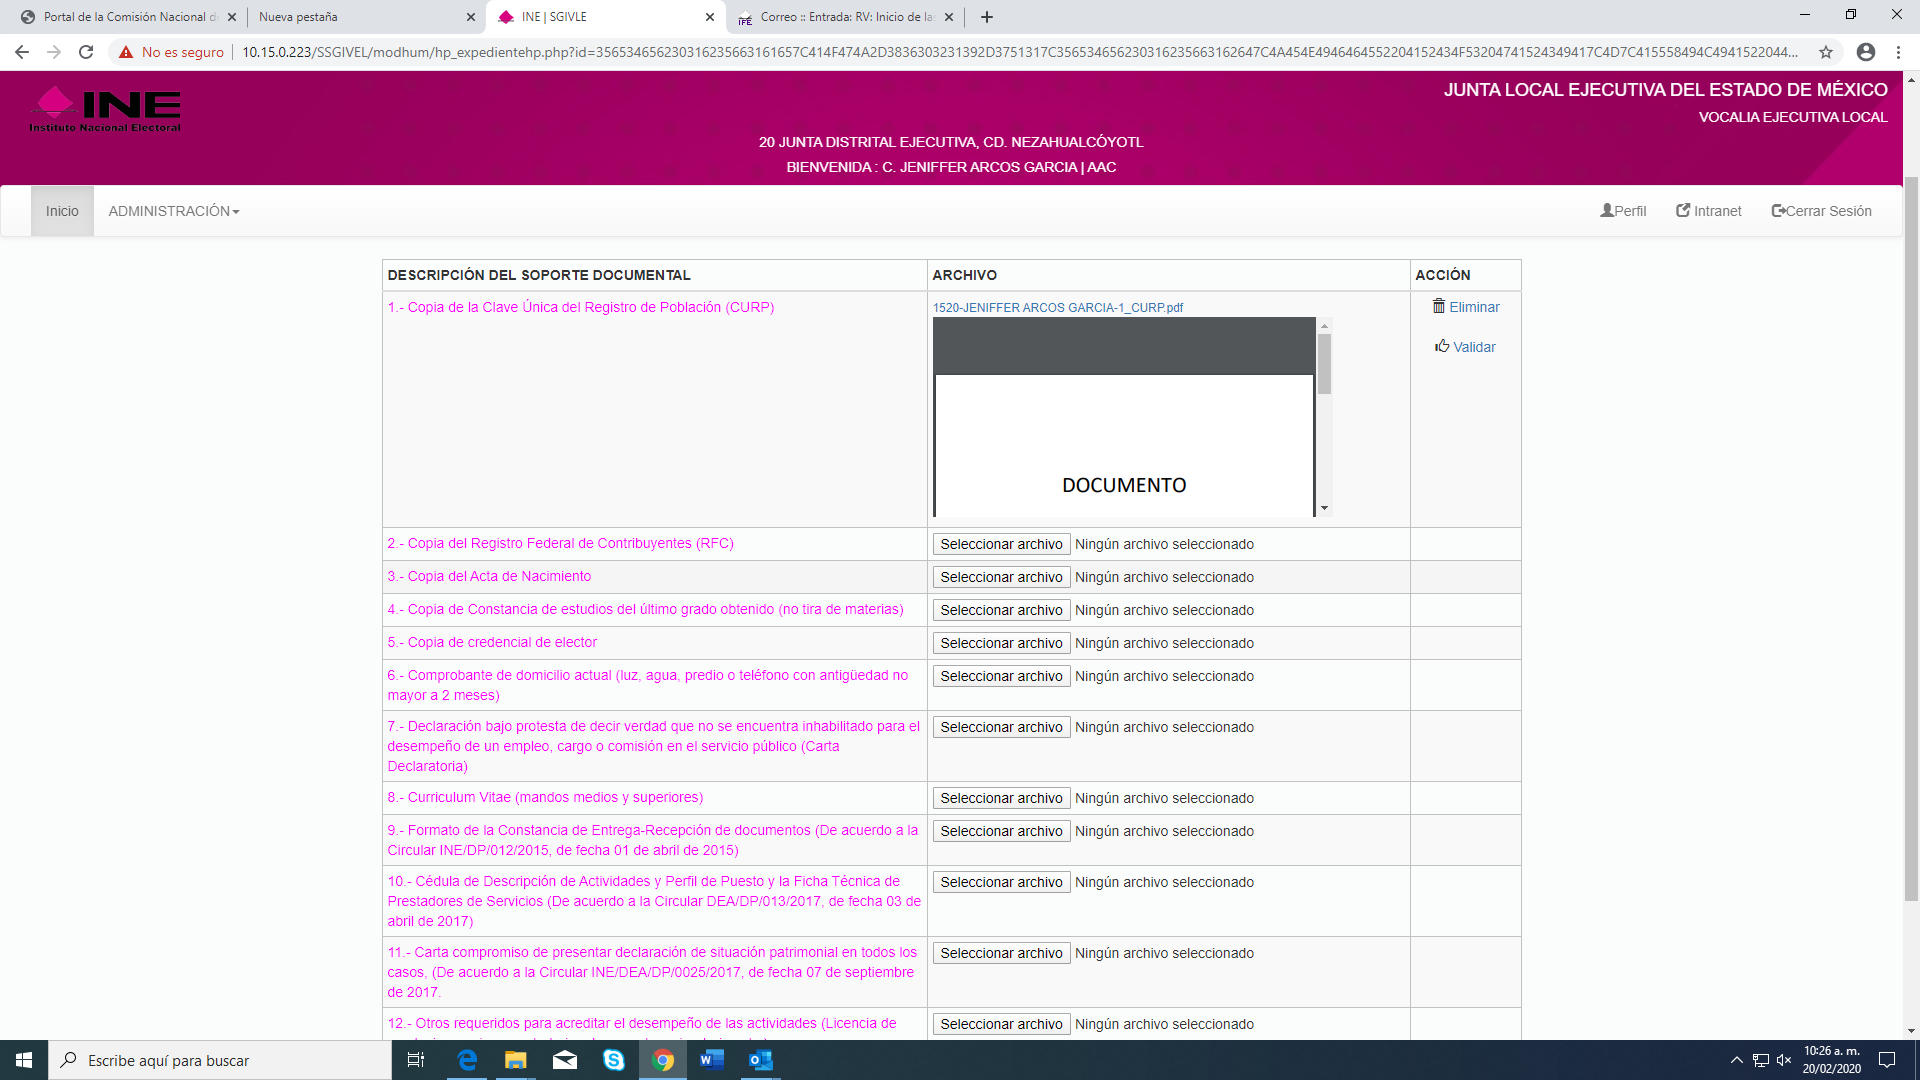 Portal de la Comisión Nacional d
Nueva pestaña
INE | SGIVLE
Correo :: Entrada: RV: Inicio de la
No es seguro
10.15.0.223/SSGIVEL/modhum/hp_expedientehp.php?id=
INE
Instituto Nacional Electoral
JUNTA LOCAL EJECUTIVA DEL ESTADO DE MÉXICO
VOCALIA EJECUTIVA LOCAL
20 JUNTA DISTRITAL EJECUTIVA, CD. NEZAHUALCÓYOTL
BIENVENIDA : C. JENIFFER ARCOS GARCIA | AAC
Inicio ADMINISTRACIÓN Perfil Intranet Cerrar Sesión
DESCRIPCIÓN DEL SOPORTE DOCUMENTAL ARCHIVO ACCIÓN
1.- Copia de la Clave Única del Registro de Población (CURP)
1520-JENIFFER ARCOS GARCIA-1_CURP.pdf
Eliminar
Validar
DOCUMENTO
2.- Copia del Registro Federal de Contribuyentes (RFC)
Seleccionar archivo Ningún archivo seleccionado
3.- Copia del Acta de Nacimiento
Seleccionar archivo Ningún archivo seleccionado
4.- Copia de Constancia de estudios del último grado obtenido (no tira de materias)
Seleccionar archivo Ningún archivo seleccionado
5.- Copia de credencial de elector
Seleccionar archivo Ningún archivo seleccionado
6.- Comprobante de domicilio actual (luz, agua, predio o teléfono con antigüedad no
mayor a 2 meses)
Seleccionar archivo Ningún archivo seleccionado
7.- Declaración bajo protesta de decir verdad que no se encuentra inhabilitado para el
desempeño de un empleo, cargo o comisión en el servicio público (Carta
Declaratoria)
Seleccionar archivo Ningún archivo seleccionado
8.- Curriculum Vitae (mandos medios y superiores)
Seleccionar archivo Ningún archivo seleccionado
9.- Formato de la Constancia de Entrega-Recepción de documentos (De acuerdo a la
Circular INE/DP/012/2015, de fecha 01 de abril de 2015)
Seleccionar archivo Ningún archivo seleccionado
10.- Cédula de Descripción de Actividades y Perfil de Puesto y la Ficha Técnica de
Prestadores de Servicios (De acuerdo a la Circular DEA/DP/013/2017, de fecha 03 de
abril de 2017)
Seleccionar archivo Ningún archivo seleccionado
11.- Carta compromiso de presentar declaración de situación patrimonial en todos los
casos, (De acuerdo a la Circular INE/DEA/DP/0025/2017, de fecha 07 de septiembre
de 2017.
Seleccionar archivo Ningún archivo seleccionado
12.- Otros requeridos para acreditar el desempeño de las actividades (Licencia de
Seleccionar archivo Ningún archivo seleccionado
Escribe aquí para buscar
10:26 a. m.
20/02/2020